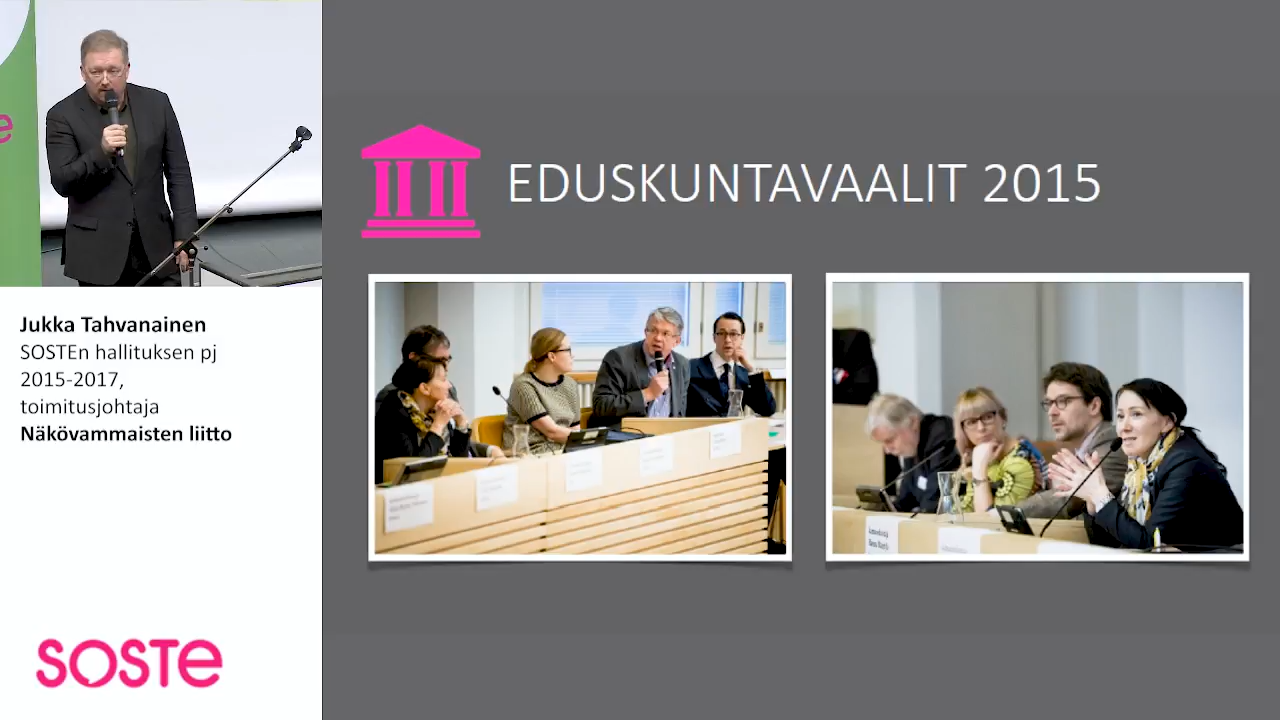 e
EDUSKUNTAVAALIT 2015
Jukka Tahvanainen
SOSTEn hallituksen pj
2015-2017,
toimitusjohtaja
Näkövammaisten liitto
SOSTE